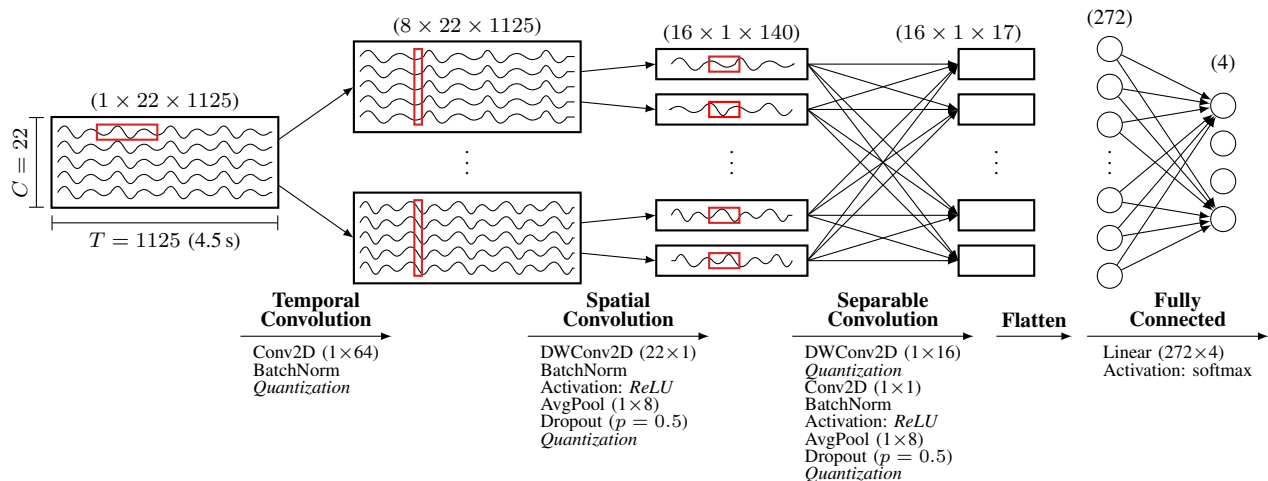 (1 × 22 × 1125)
C = 22
T = 1125 (4.5 s)
(8 × 22 × 1125)
⋮
(16 × 1 × 140)
⋮
(16 × 1 × 17)
⋮
(272)
⋮
(4)
Temporal
Convolution
Conv2D (1×64)
BatchNorm
Quantization
Spatial
Convolution
DWConv2D (22×1)
BatchNorm
Activation: ReLU
AvgPool (1×8)
Dropout (p = 0.5)
Quantization
Separable
Convolution
DWConv2D (1×16)
Quantization
Conv2D (1×1)
BatchNorm
Activation: ReLU
AvgPool (1×8)
Dropout (p = 0.5)
Quantization
Flatten
Fully
Connected
Linear (272×4)
Activation: softmax